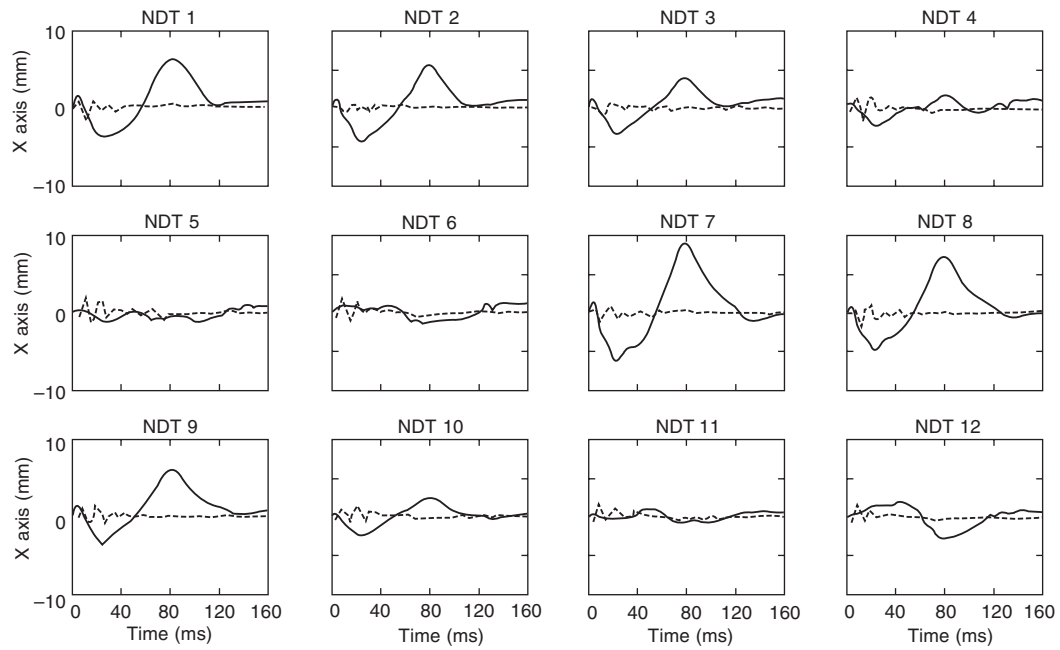 NDT 1 NDT 2 NDT 3 NDT 4
10
X axis (mm)
0
–10
NDT 5 NDT 6 NDT 7 NDT 8
10
X axis (mm)
0
–10
NDT 9 NDT 10 NDT 11 NDT 12
10
X axis (mm)
0
–10
0 40 80 120 160 0 40 80 120 160 0 40 80 120 160 0 40 80 120 160
Time (ms) Time (ms) Time (ms) Time (ms)